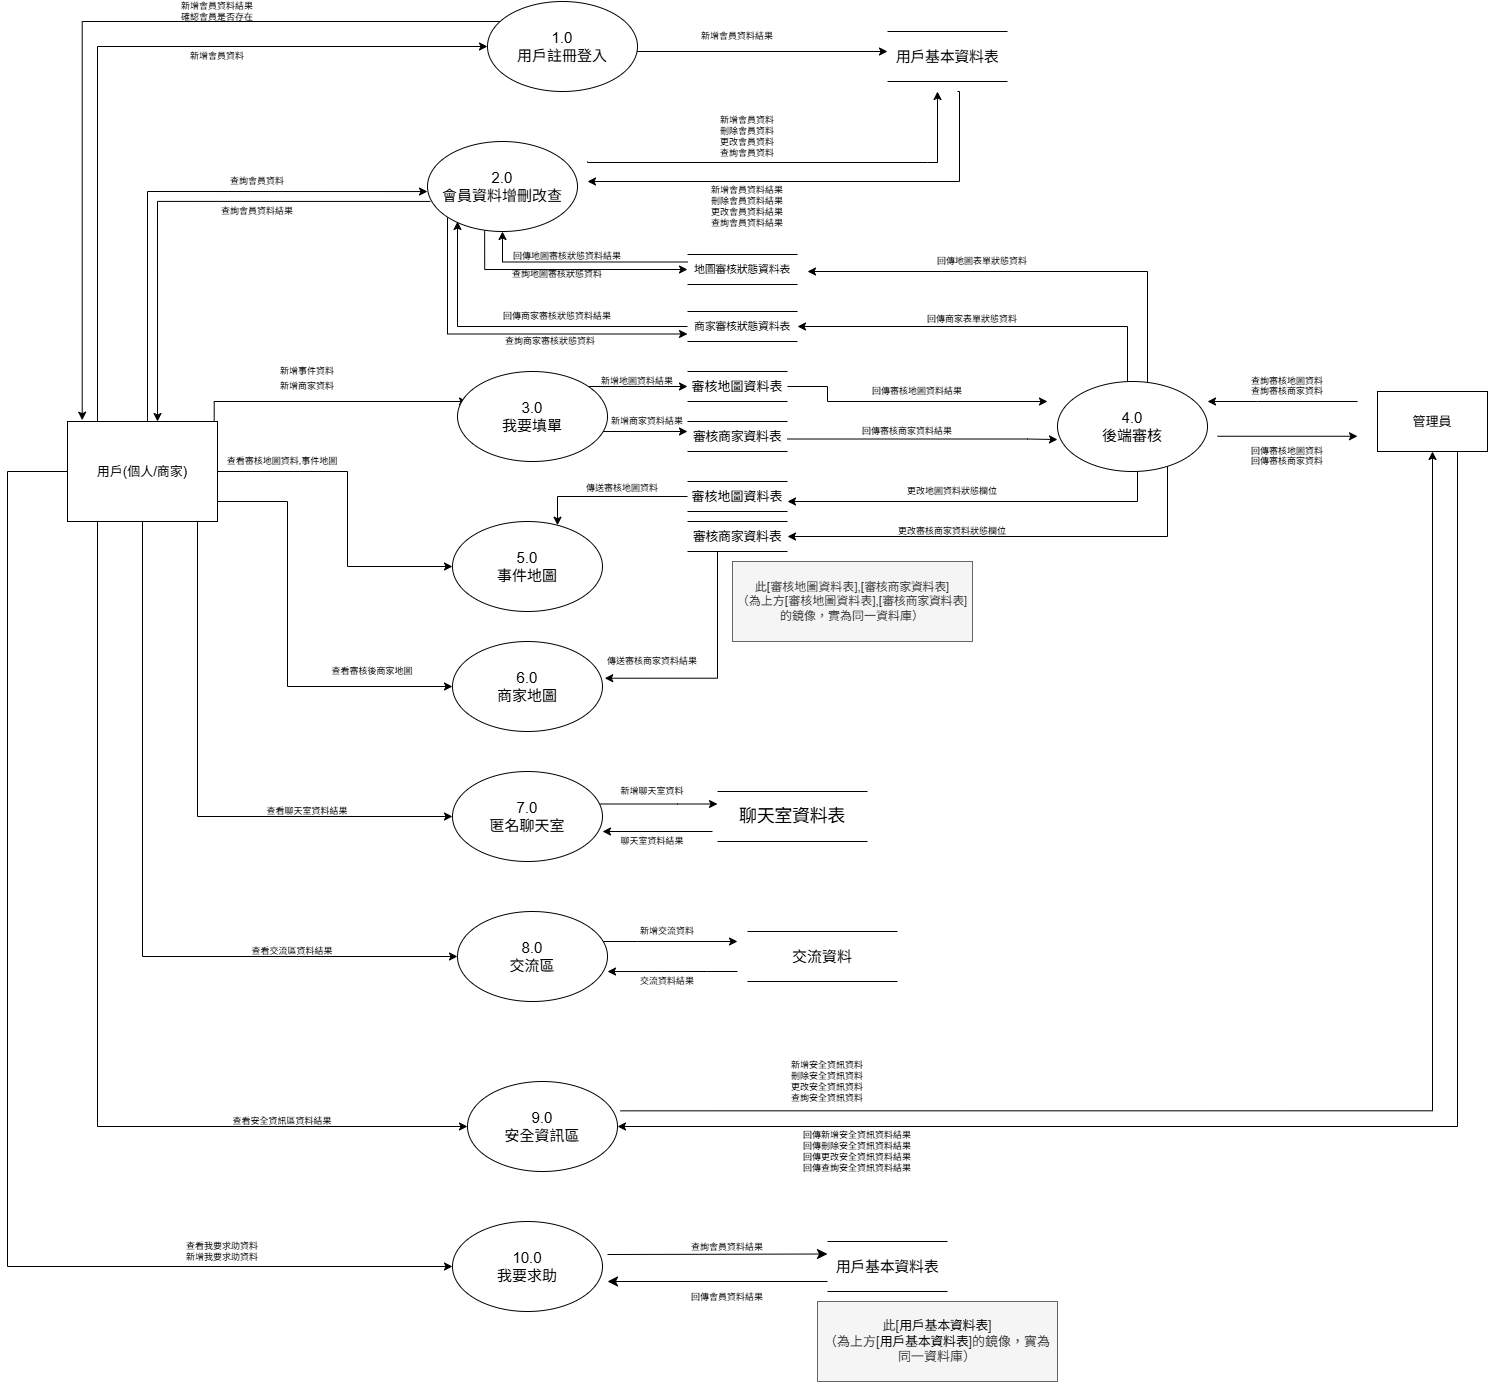 新增會員資料結果
確認會員是否存在
新增會員資料
1.0
用戶註冊登入
新增會員資料結果
用戶基本資料表
新增會員資料
刪除會員資料
更改會員資料
查詢會員資料
查詢會員資料
查詢會員資料結果
2.0
會員資料增刪改查
新增會員資料結果
刪除會員資料結果
更改會員資料結果
查詢會員資料結果
回傳地圖審核狀態資料結果
查詢地圖審核狀態資料
地圖審核狀態資料表
回傳地圖表單狀態資料
回傳商家審核狀態資料結果
查詢商家審核狀態資料
商家審核狀態資料表
回傳商家表單狀態資料
新增事件資料
新增商家資料
3.0
我要填單
新增地圖資料結果
審核地圖資料表
回傳審核地圖資料結果
新增商家資料結果
審核商家資料表
回傳審核商家資料結果
4.0
後端審核
查詢審核地圖資料
查詢審核商家資料
回傳審核地圖資料
回傳審核商家資料
管理員
用戶(個人/商家)
查看審核地圖資料,事件地圖
傳送審核地圖資料
審核地圖資料表
更改地圖資料狀態欄位
審核商家資料表
更改審核商家資料狀態欄位
5.0
事件地圖
此[審核地圖資料表],[審核商家資料表]
（為上方[審核地圖資料表],[審核商家資料表]
的鏡像，實為同一資料庫）
查看審核後商家地圖
6.0
商家地圖
傳送審核商家資料結果
查看聊天室資料結果
7.0
匿名聊天室
新增聊天室資料
聊天室資料結果
聊天室資料表
查看交流區資料結果
8.0
交流區
新增交流資料
交流資料結果
交流資料
查看安全資訊區資料結果
9.0
安全資訊區
新增安全資訊資料
刪除安全資訊資料
更改安全資訊資料
查詢安全資訊資料
回傳新增安全資訊資料結果
回傳刪除安全資訊資料結果
回傳更改安全資訊資料結果
回傳查詢安全資訊資料結果
查看我要求助資料
新增我要求助資料
10.0
我要求助
查詢會員資料結果
回傳會員資料結果
用戶基本資料表
此[用戶基本資料表]
（為上方[用戶基本資料表]的鏡像，實為
同一資料庫）